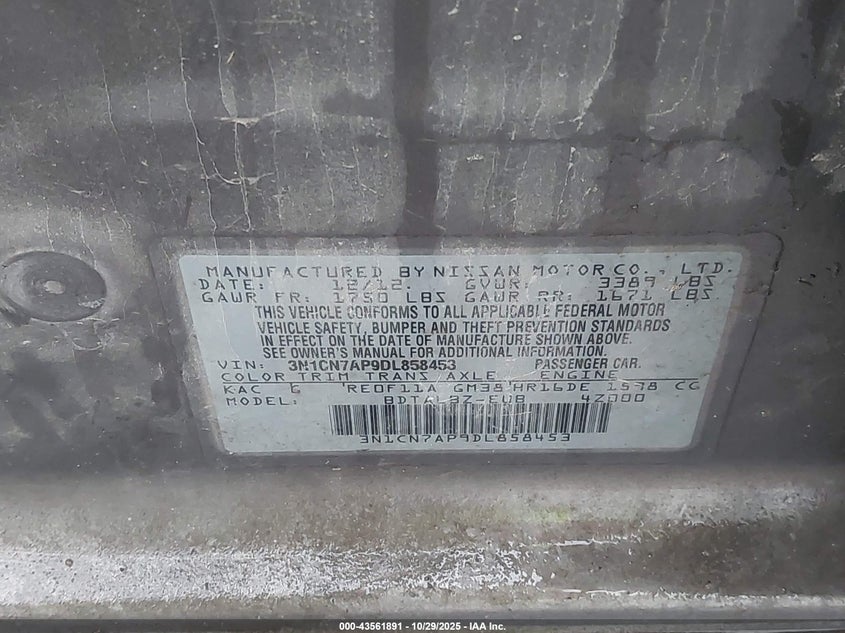 MANUFACTURED BY NISSAN MOTOR CO., LTD.
DATE: 12/12 GVWR: 3389 LBS
GAWR FR: 1750 LBS GAWR RR: 1671 LBS
THIS VEHICLE CONFORMS TO ALL APPLICABLE FEDERAL MOTOR
VEHICLE SAFETY, BUMPER AND THEFT PREVENTION STANDARDS
IN EFFECT ON THE DATE OF MANUFACTURE SHOWN ABOVE.
SEE OWNER'S MANUAL FOR ADDITIONAL INFORMATION.
VIN: 3N1CN7AP9DL858453 PASSENGER CAR.
COLOR TRIM TRANS AXLE ENGINE
KAC G RE0F11A GM38 HR16DE 1598 CC
MODEL: 42000
3N1CN7AP9DL858453
000-43561891 - 10/29/2025 - IAA Inc.